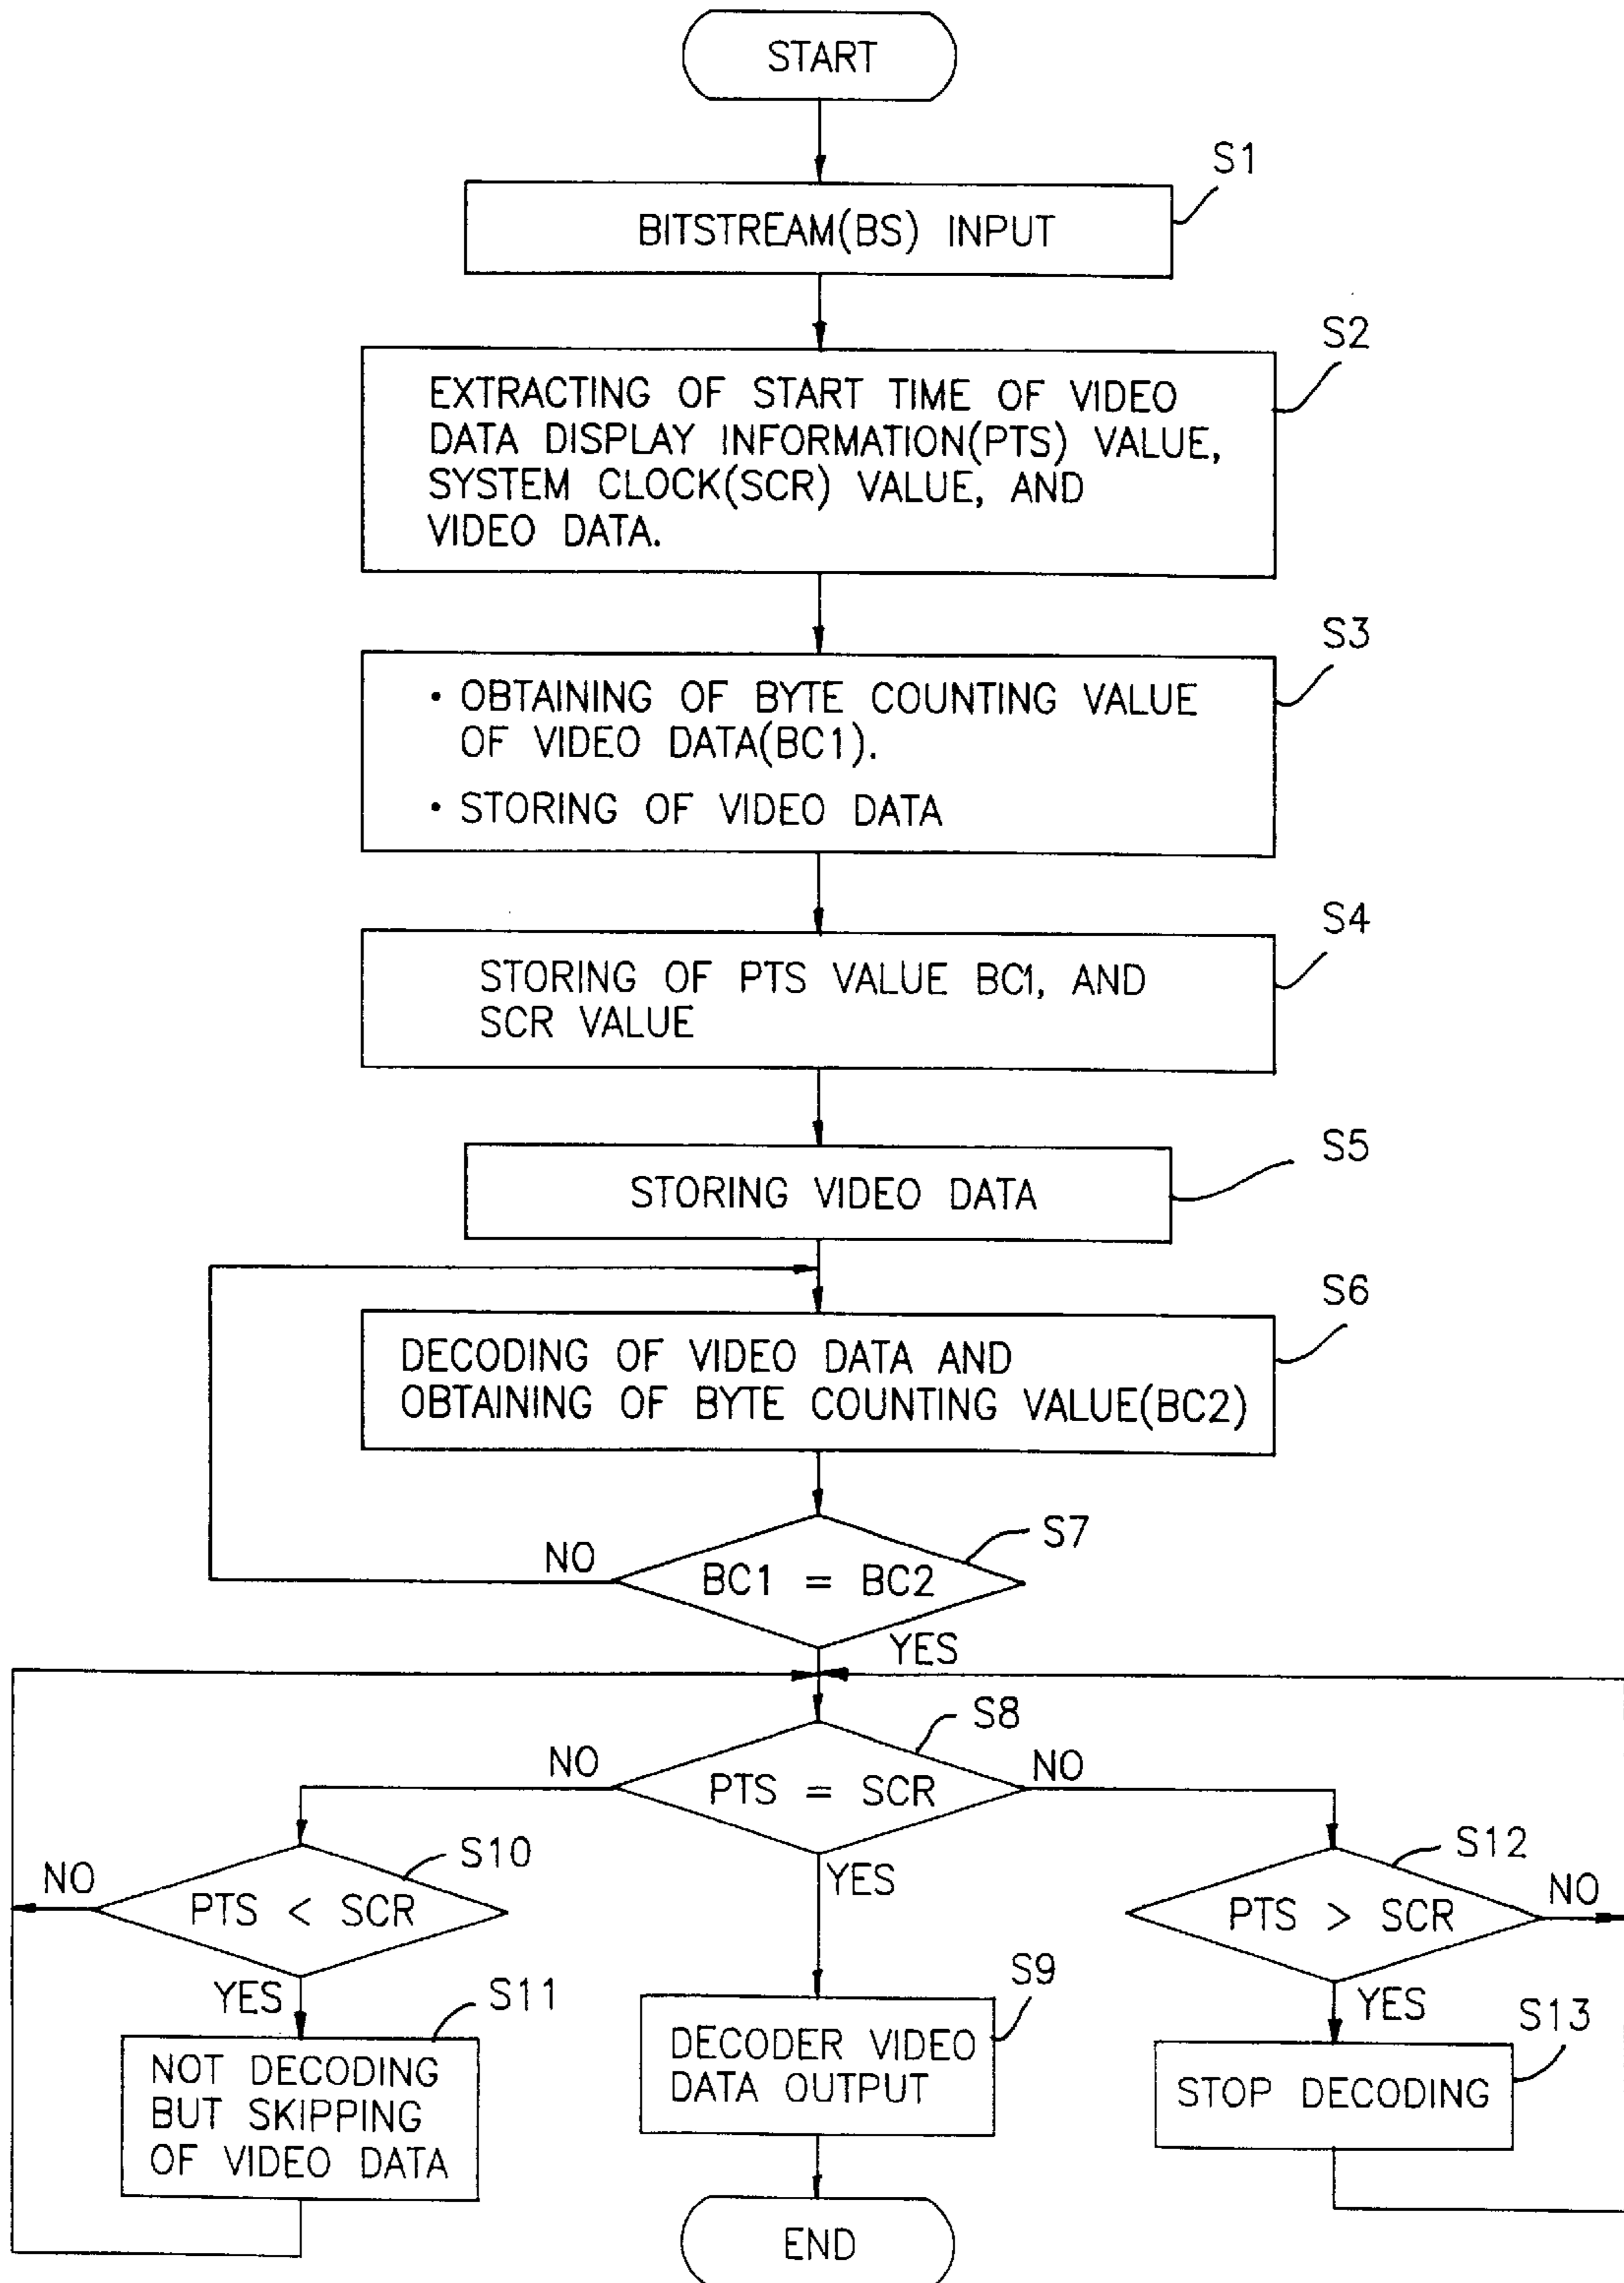 START
S1
BITSTREAM(BS) INPUT
S2
EXTRACTING OF START TIME OF VIDEO
DATA DISPLAY INFORMATION(PTS) VALUE,
SYSTEM CLOCK(SCR) VALUE, AND
VIDEO DATA.
S3
• OBTAINING OF BYTE COUNTING VALUE
OF VIDEO DATA(BC1).
• STORING OF VIDEO DATA
S4
STORING OF PTS VALUE BC1, AND
SCR VALUE
S5
STORING VIDEO DATA
S6
DECODING OF VIDEO DATA AND
OBTAINING OF BYTE COUNTING VALUE(BC2)
S7
NO
BC1 = BC2
YES
S8
NO
PTS = SCR
NO
YES
S10
NO
PTS < SCR
YES
S11
NOT DECODING
BUT SKIPPING
OF VIDEO DATA
S9
DECODER VIDEO
DATA OUTPUT
S12
PTS > SCR
NO
YES
S13
STOP DECODING
END